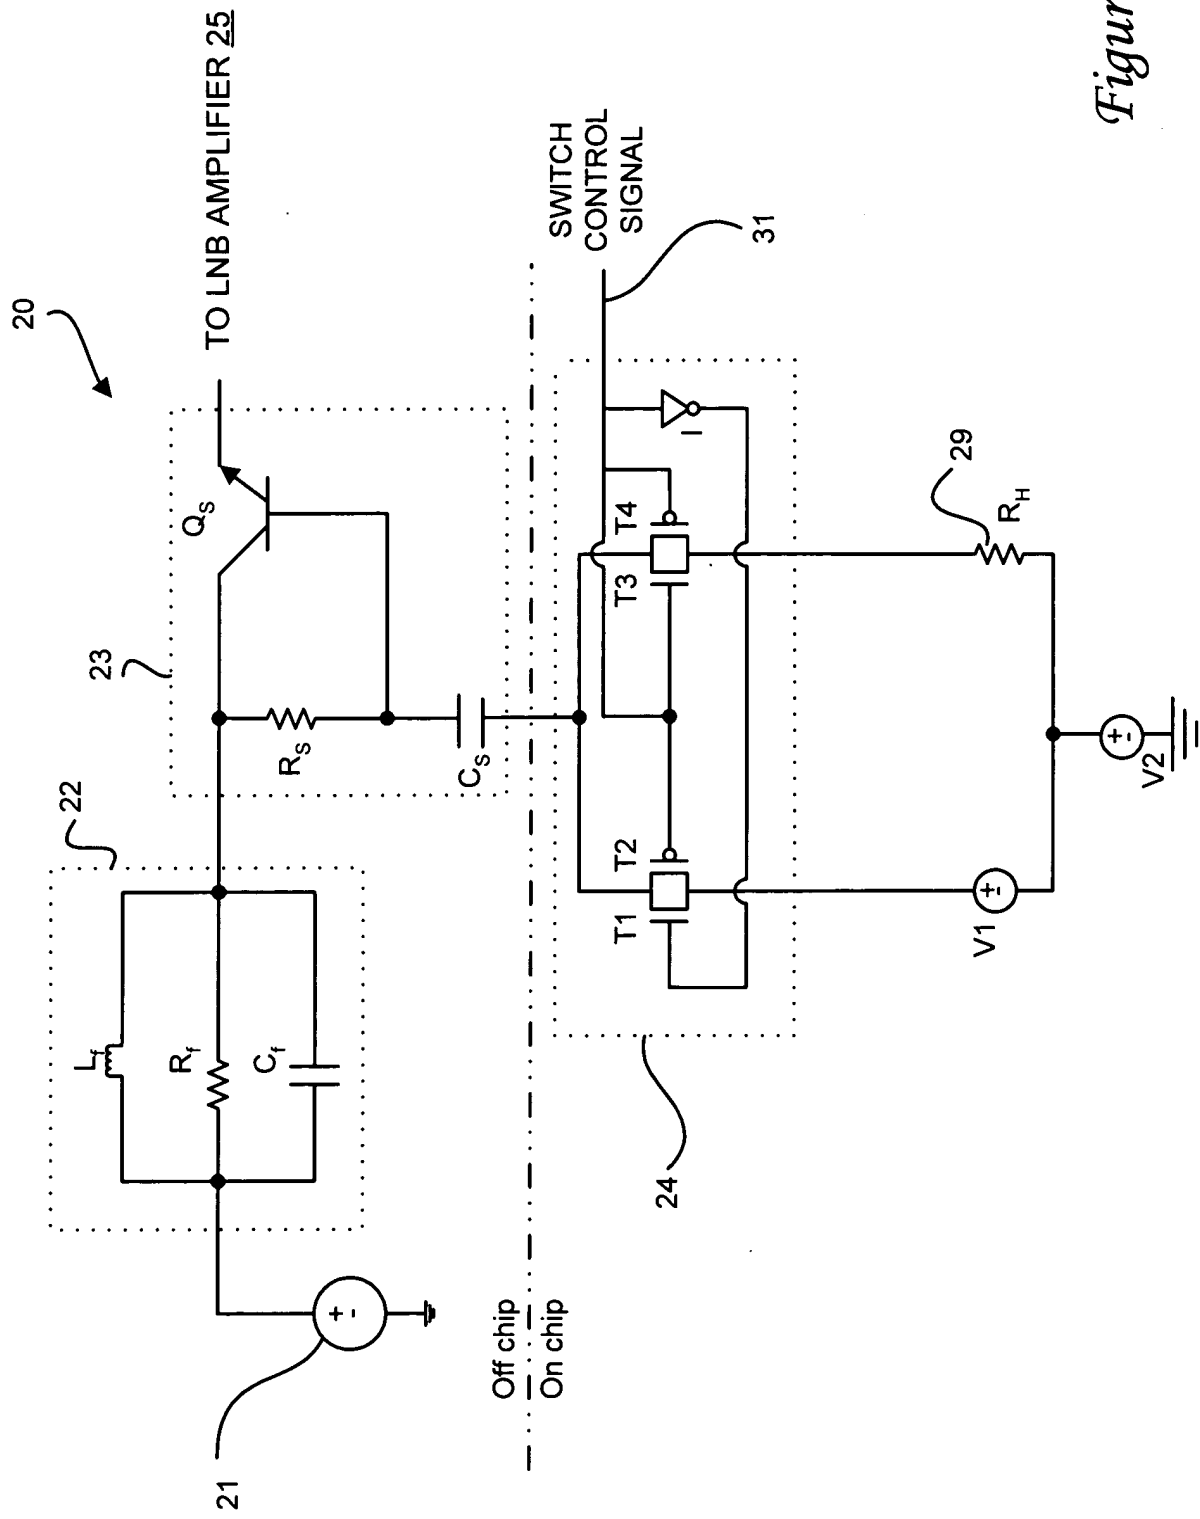 20
TO LNB AMPLIFIER 25
22
23
Lf
Rf
Cf
QS
RS
CS
21
+
-
Off chip
On chip
SWITCH
CONTROL
SIGNAL
31
T1
T2
T3
T4
I
24
29
V1
+
-
RH
V2
+
-